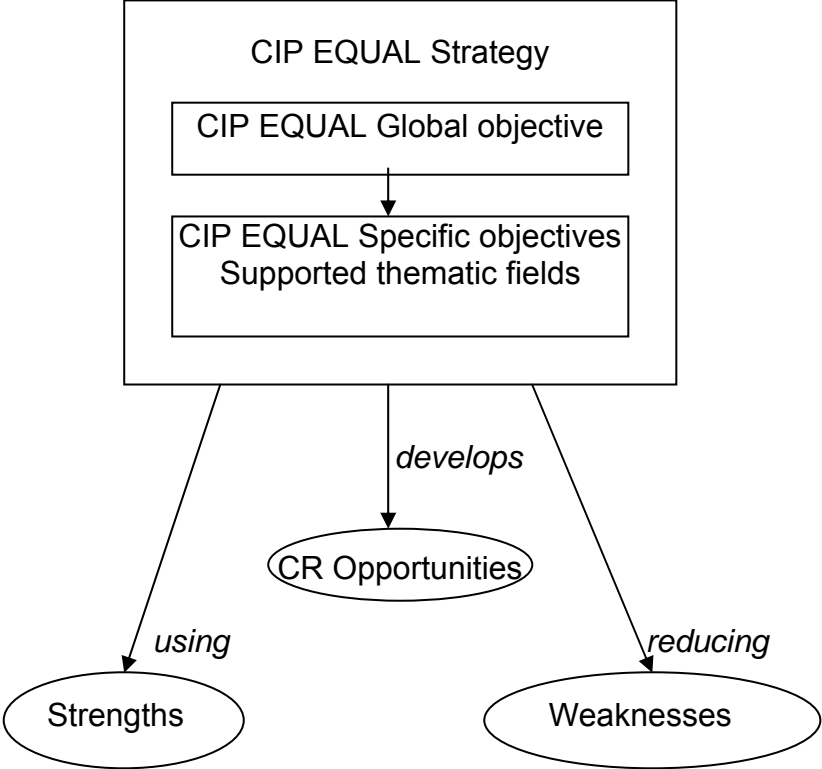 CIP EQUAL Strategy
CIP EQUAL Global objective
CIP EQUAL Specific objectives
Supported thematic fields
develops
CR Opportunities
using
reducing
Strengths
Weaknesses